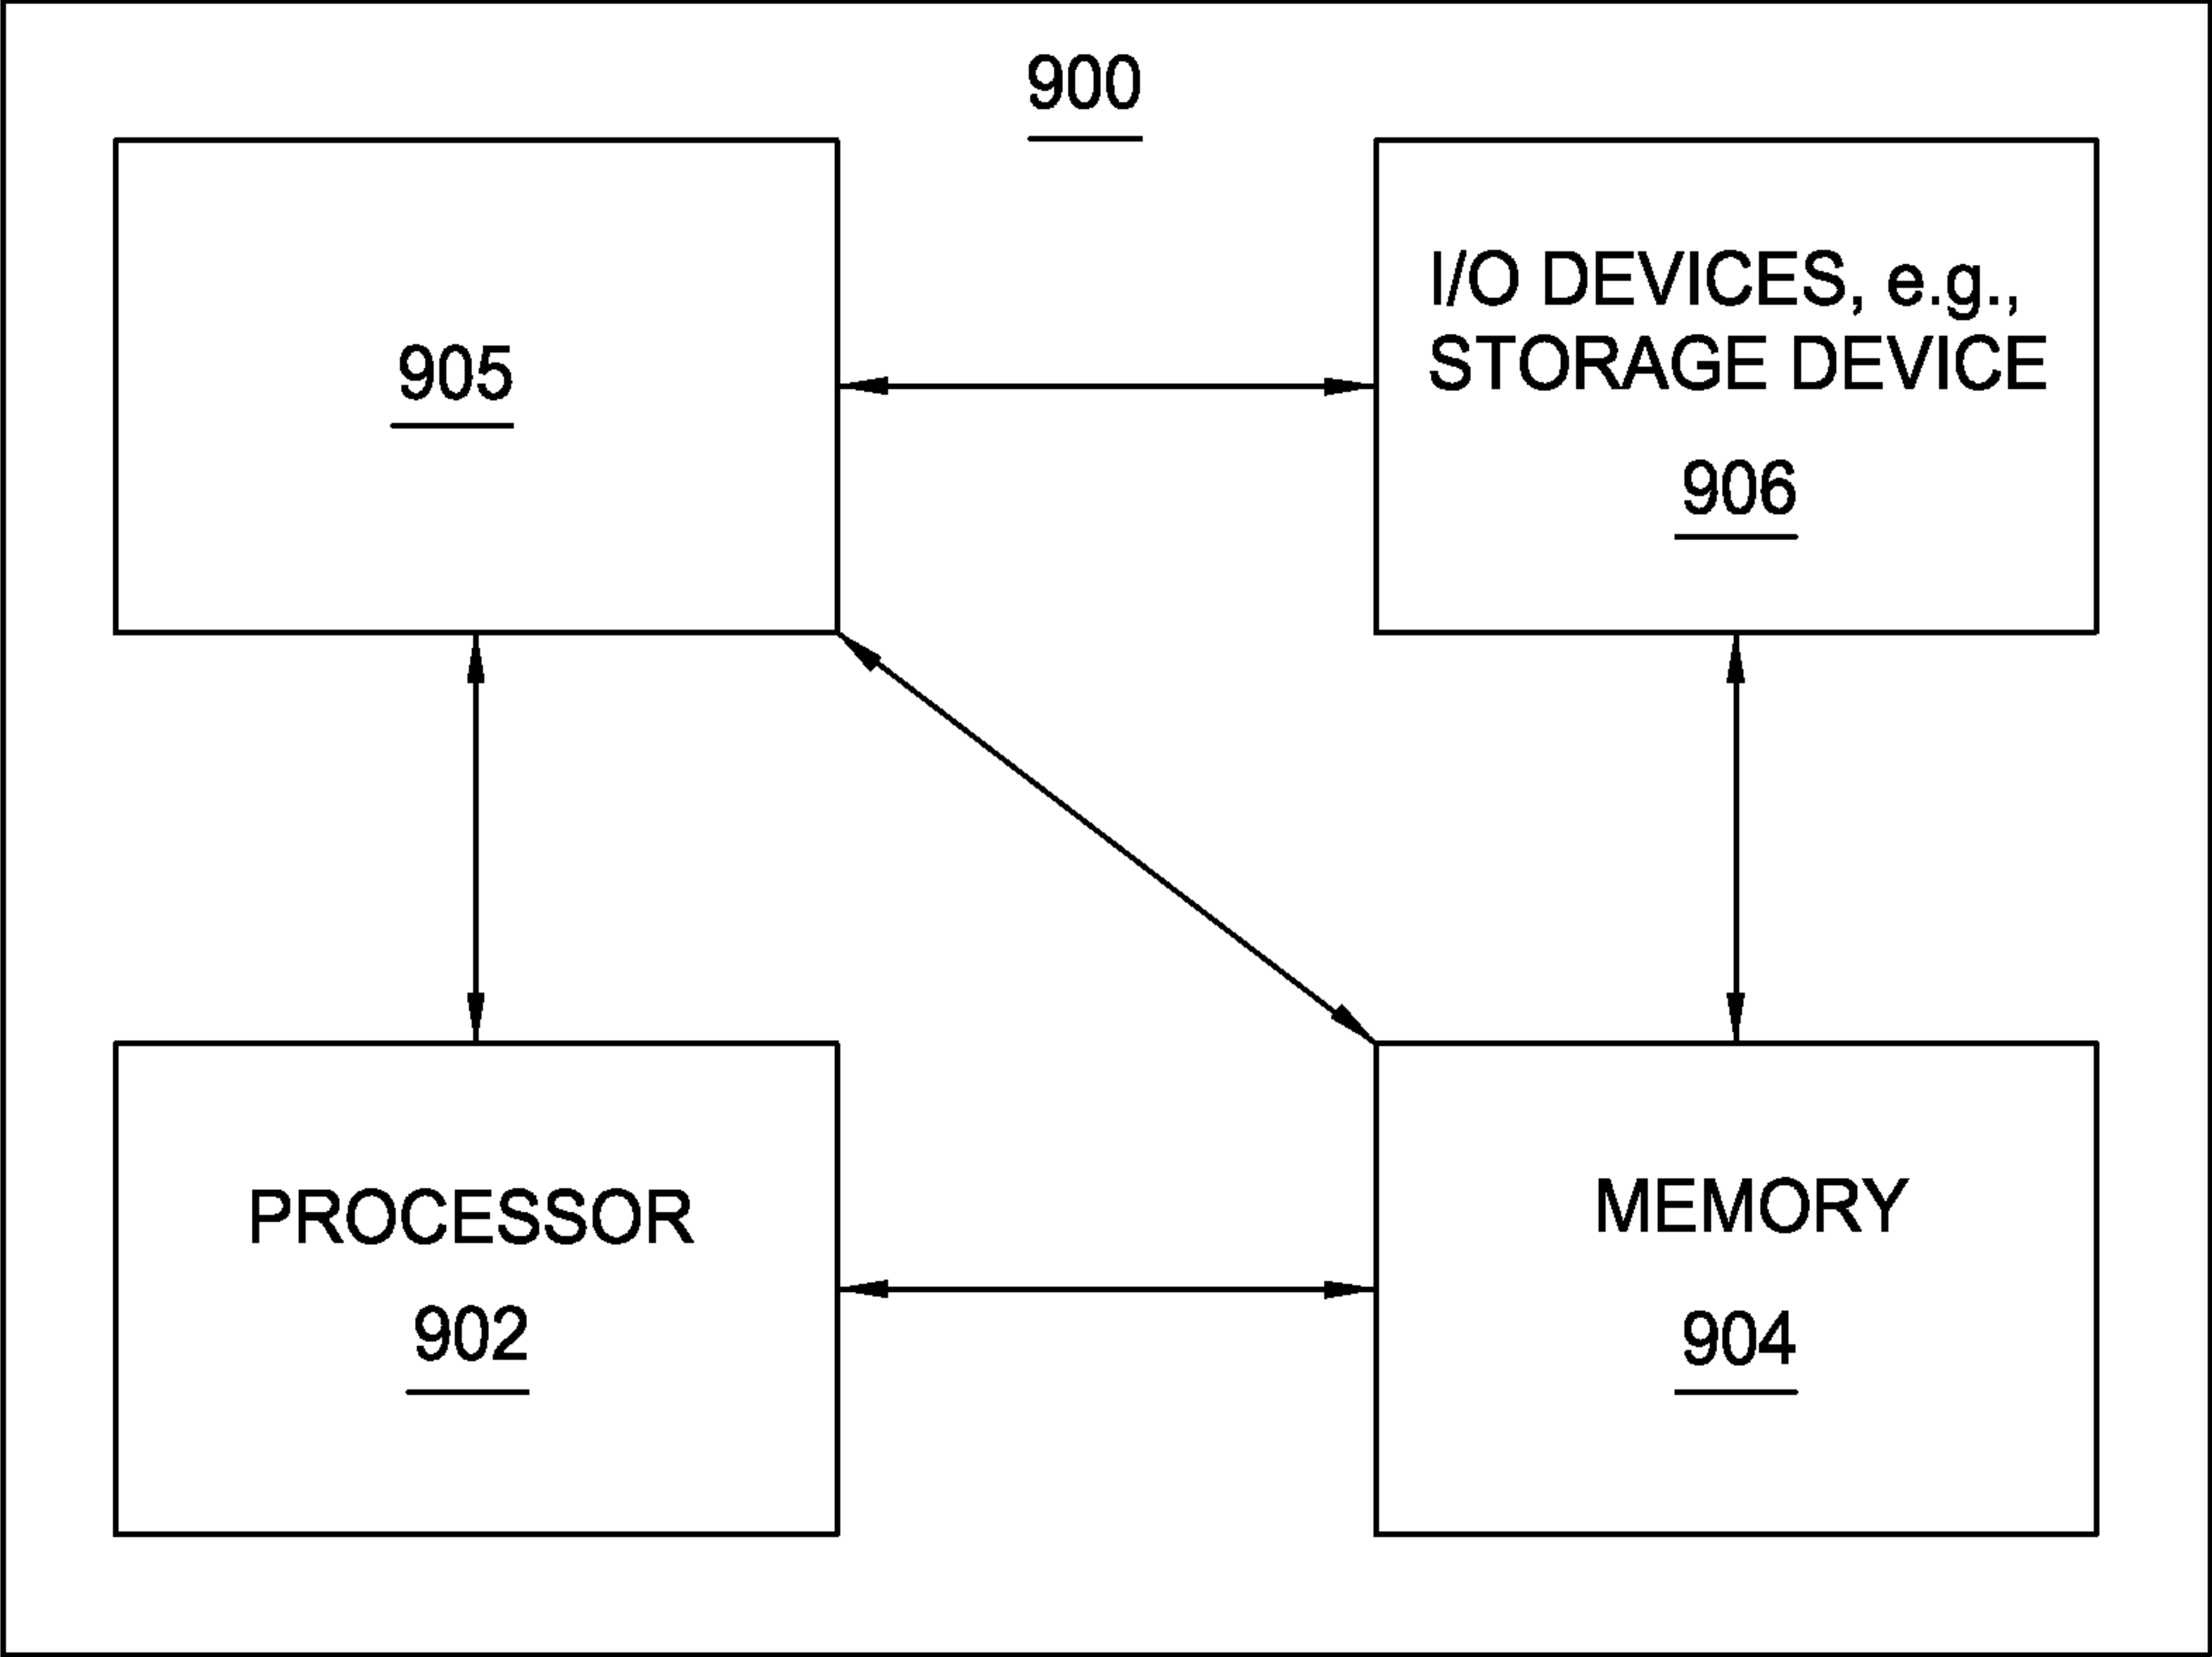 900
905
I/O DEVICES, e.g.,
STORAGE DEVICE
906
PROCESSOR
902
MEMORY
904